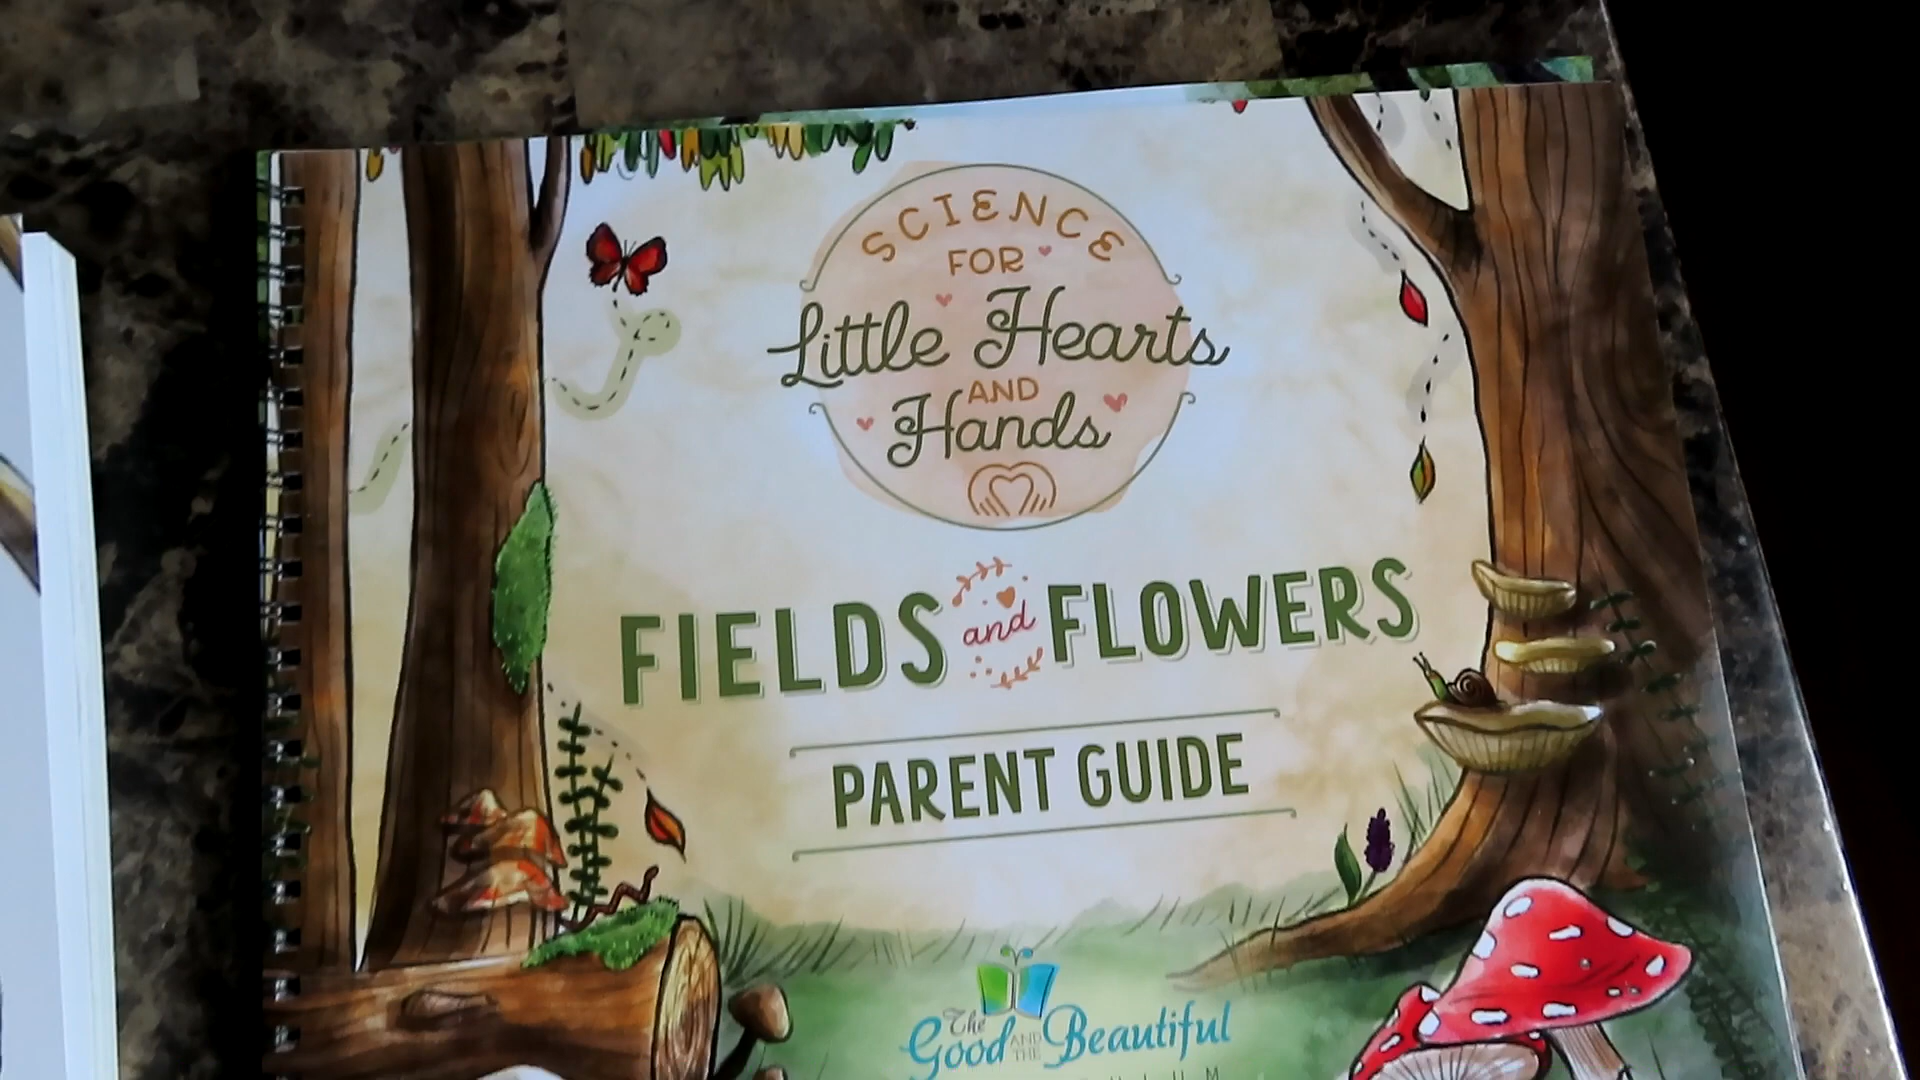 SCIENCE
FOR
Little Hearts
AND
Hands
FIELDS and FLOWERS
PARENT GUIDE
The
Good AND THE Beautiful